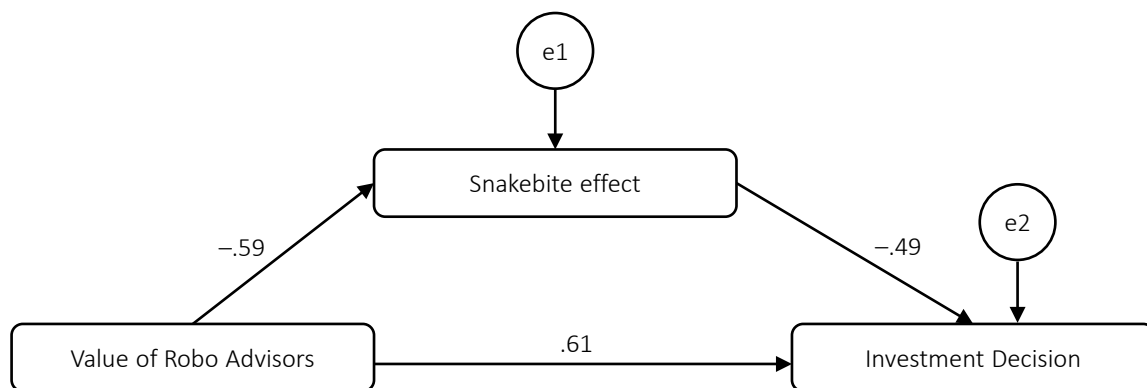 e1
Snakebite effect
e2
–.59
–.49
.61
Value of Robo Advisors
Investment Decision